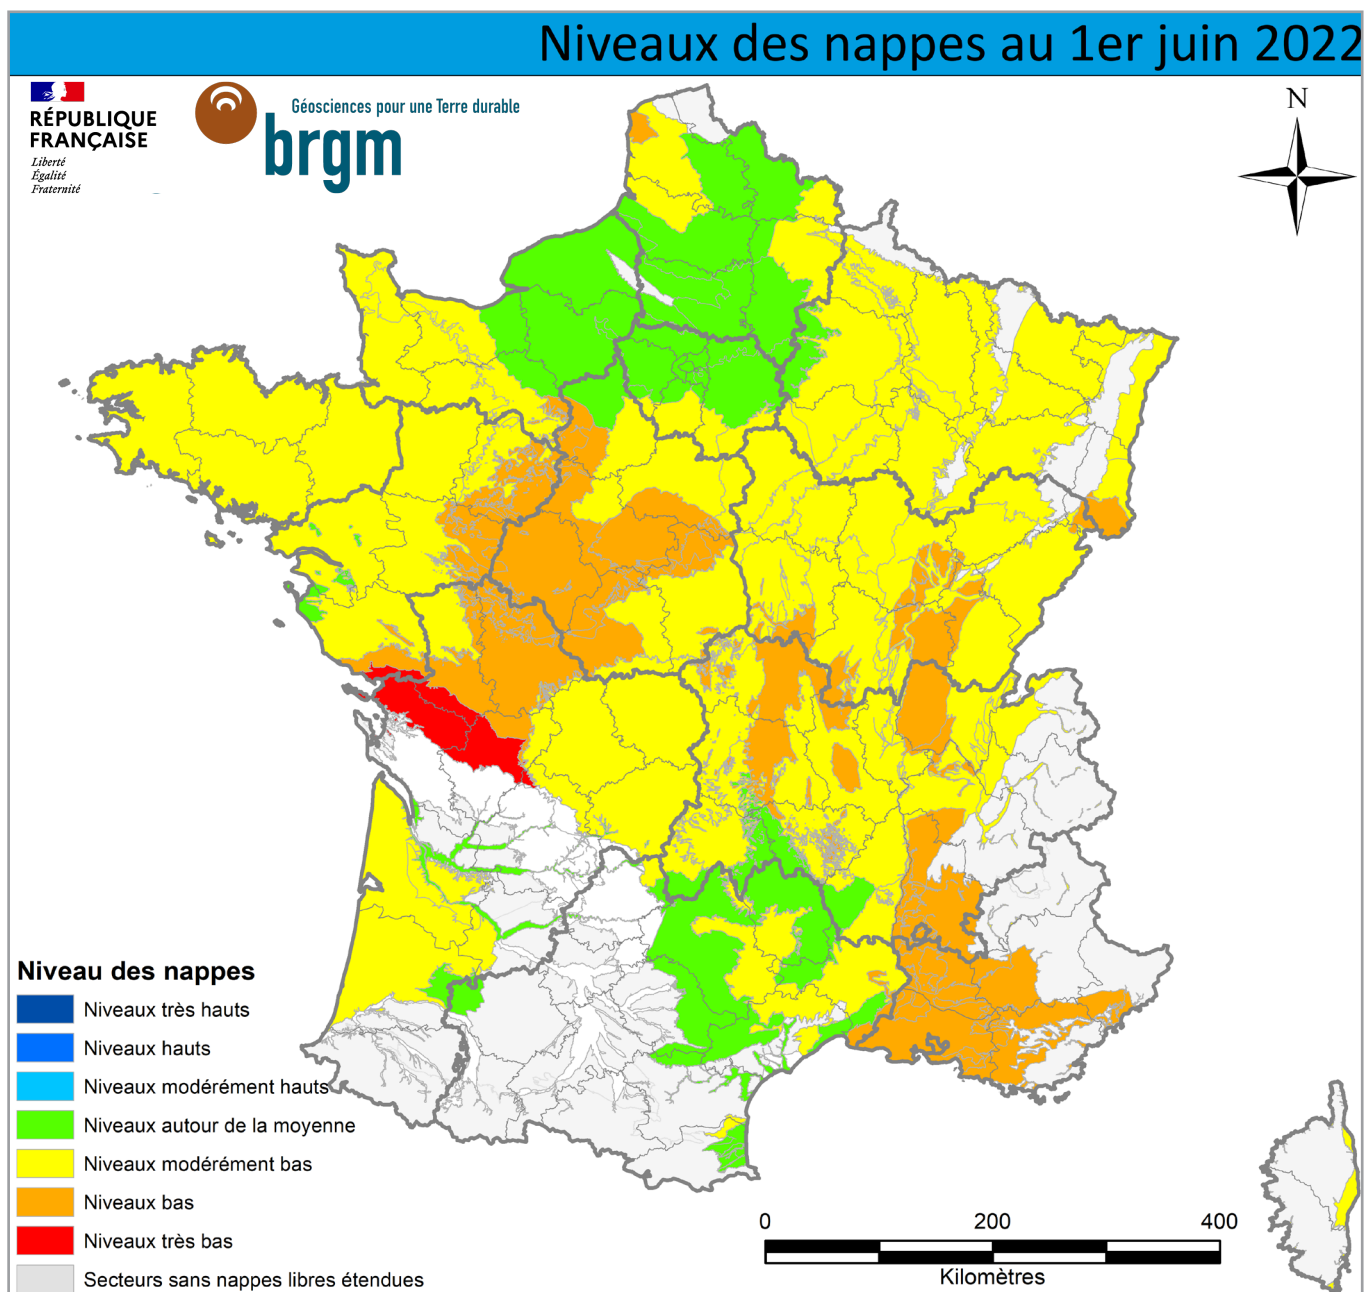 Niveaux des nappes au 1er juin 2022
RÉPUBLIQUE
FRANÇAISE
Liberté
Égalité
Fraternité
Géosciences pour une Terre durable
brgm
N
Niveau des nappes
Niveaux très hauts
Niveaux hauts
Niveaux modérément hauts
Niveaux autour de la moyenne
Niveaux modérément bas
Niveaux bas
Niveaux très bas
Secteurs sans nappes libres étendues
0 200 400
Kilomètres